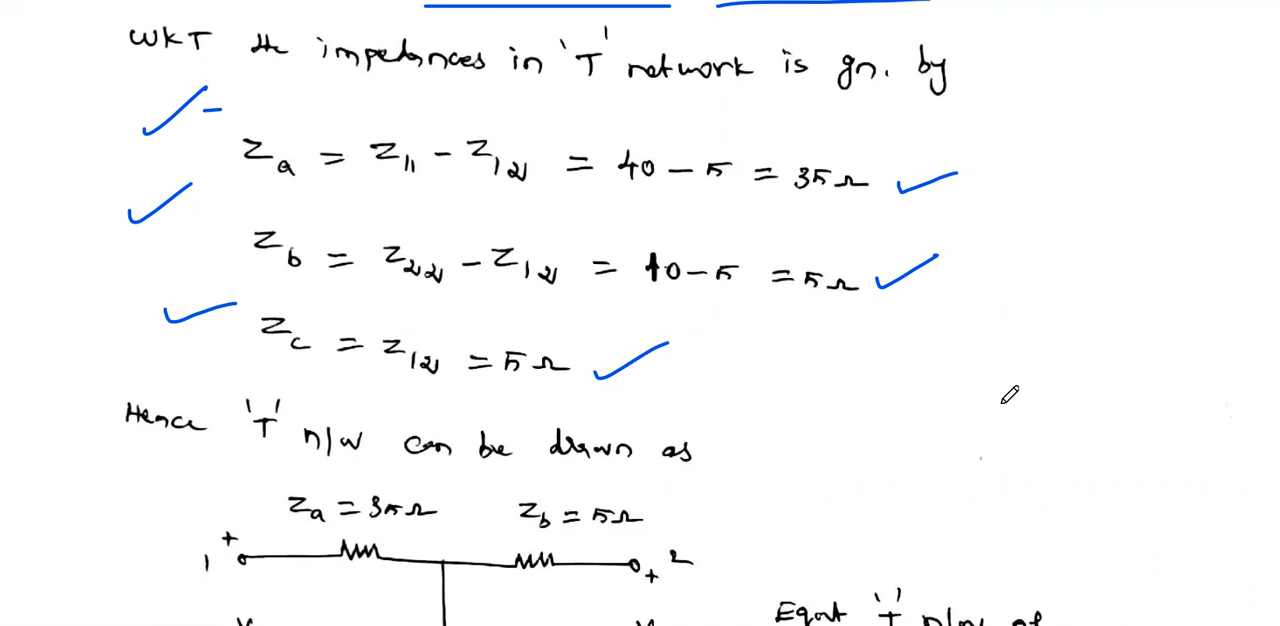 WKT the impedances in 'T' network is gn. by
Za = Z11 - Z12 = 40 - 5 = 35Ω
Zb = Z22 - Z12 = 10 - 5 = 5Ω
Zc = Z12 = 5Ω
Hence 'T' n/w can be drawn as
Za = 35Ω Zb = 5Ω
1 + + 2
Eqnt 'T' n/w of